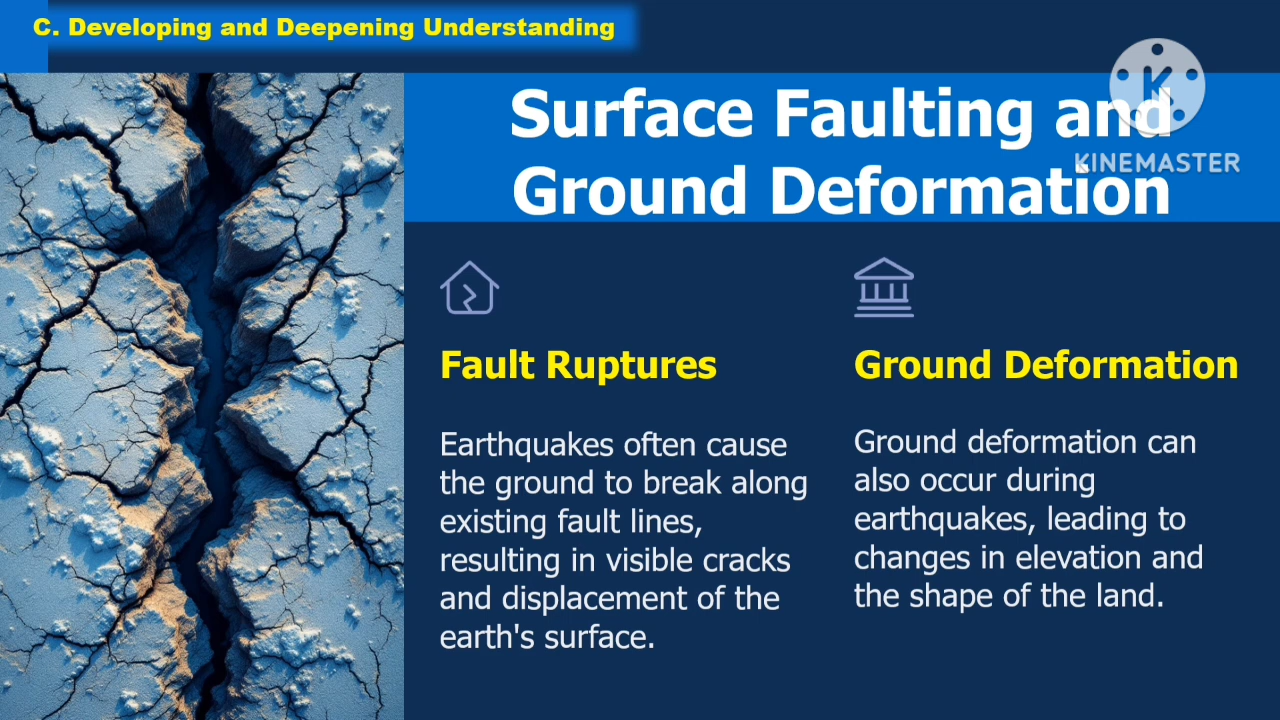 C. Developing and Deepening Understanding
Surface Faulting and
Ground Deformation
K
KINEMASTER
Fault Ruptures
Earthquakes often cause
the ground to break along
existing fault lines,
resulting in visible cracks
and displacement of the
earth's surface.
Ground Deformation
Ground deformation can
also occur during
earthquakes, leading to
changes in elevation and
the shape of the land.